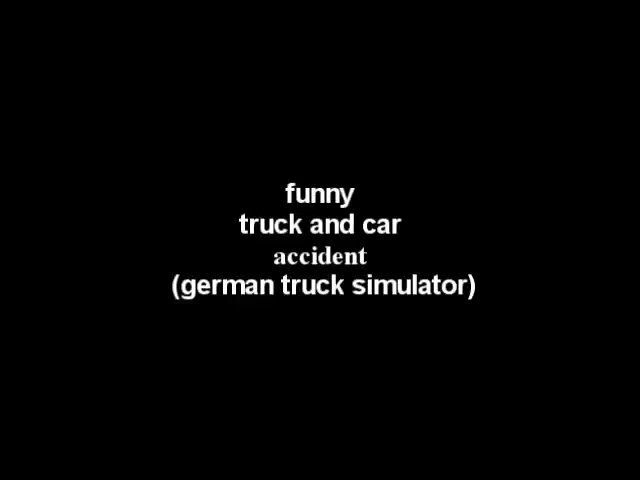 funny
truck and car
accident
(german truck simulator)